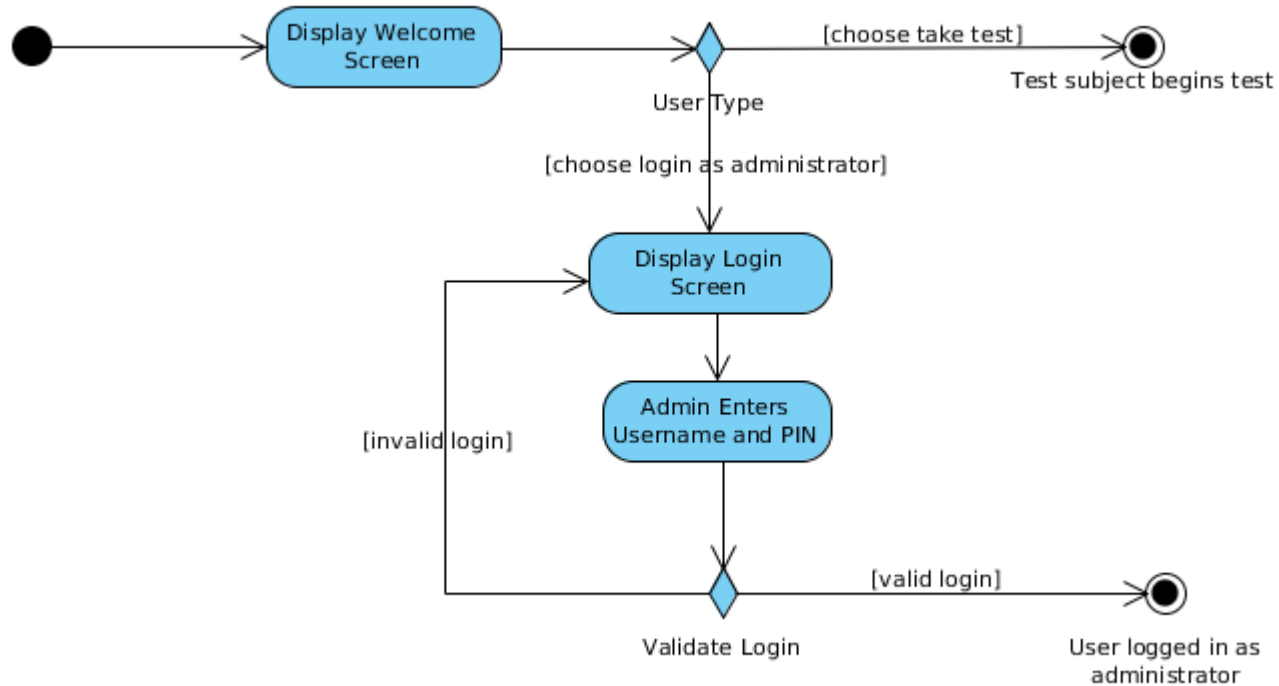 Display Welcome
Screen
[choose take test]
Test subject begins test
User Type
[choose login as administrator]
Display Login
Screen
Admin Enters
Username and PIN
[invalid login]
[valid login]
Validate Login
User logged in as
administrator